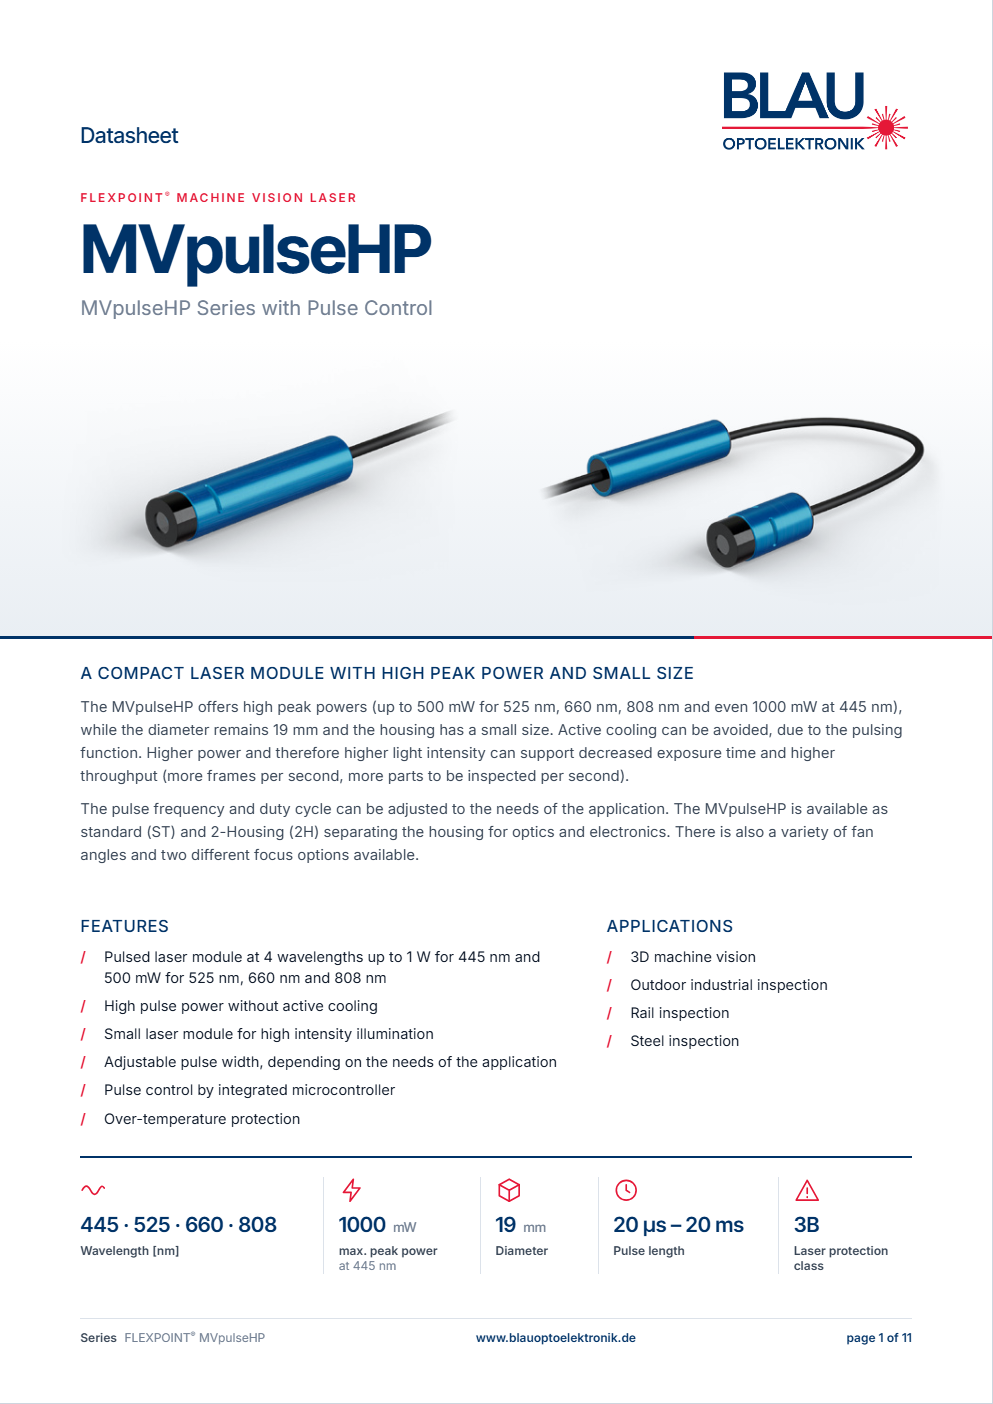 BLAU
OPTOELEKTRONIK
Datasheet
FLEXPOINT® MACHINE VISION LASER
MVpulseHP
MVpulseHP Series with Pulse Control
A COMPACT LASER MODULE WITH HIGH PEAK POWER AND SMALL SIZE
The MVpulseHP offers high peak powers (up to 500 mW for 525 nm, 660 nm, 808 nm and even 1000 mW at 445 nm),
while the diameter remains 19 mm and the housing has a small size. Active cooling can be avoided, due to the pulsing
function. Higher power and therefore higher light intensity can support decreased exposure time and higher
throughput (more frames per second, more parts to be inspected per second).
The pulse frequency and duty cycle can be adjusted to the needs of the application. The MVpulseHP is available as
standard (ST) and 2-Housing (2H) separating the housing for optics and electronics. There is also a variety of fan
angles and two different focus options available.
FEATURES
/ Pulsed laser module at 4 wavelengths up to 1 W for 445 nm and
500 mW for 525 nm, 660 nm and 808 nm
/ High pulse power without active cooling
/ Small laser module for high intensity illumination
/ Adjustable pulse width, depending on the needs of the application
/ Pulse control by integrated microcontroller
/ Over-temperature protection
APPLICATIONS
/ 3D machine vision
/ Outdoor industrial inspection
/ Rail inspection
/ Steel inspection
445 · 525 · 660 · 808
Wavelength [nm]
1000 mW
max. peak power
at 445 nm
19 mm
Diameter
20 µs – 20 ms
Pulse length
3B
Laser protection
class
Series FLEXPOINT® MVpulseHP
www.blauoptoelektronik.de
page 1 of 11